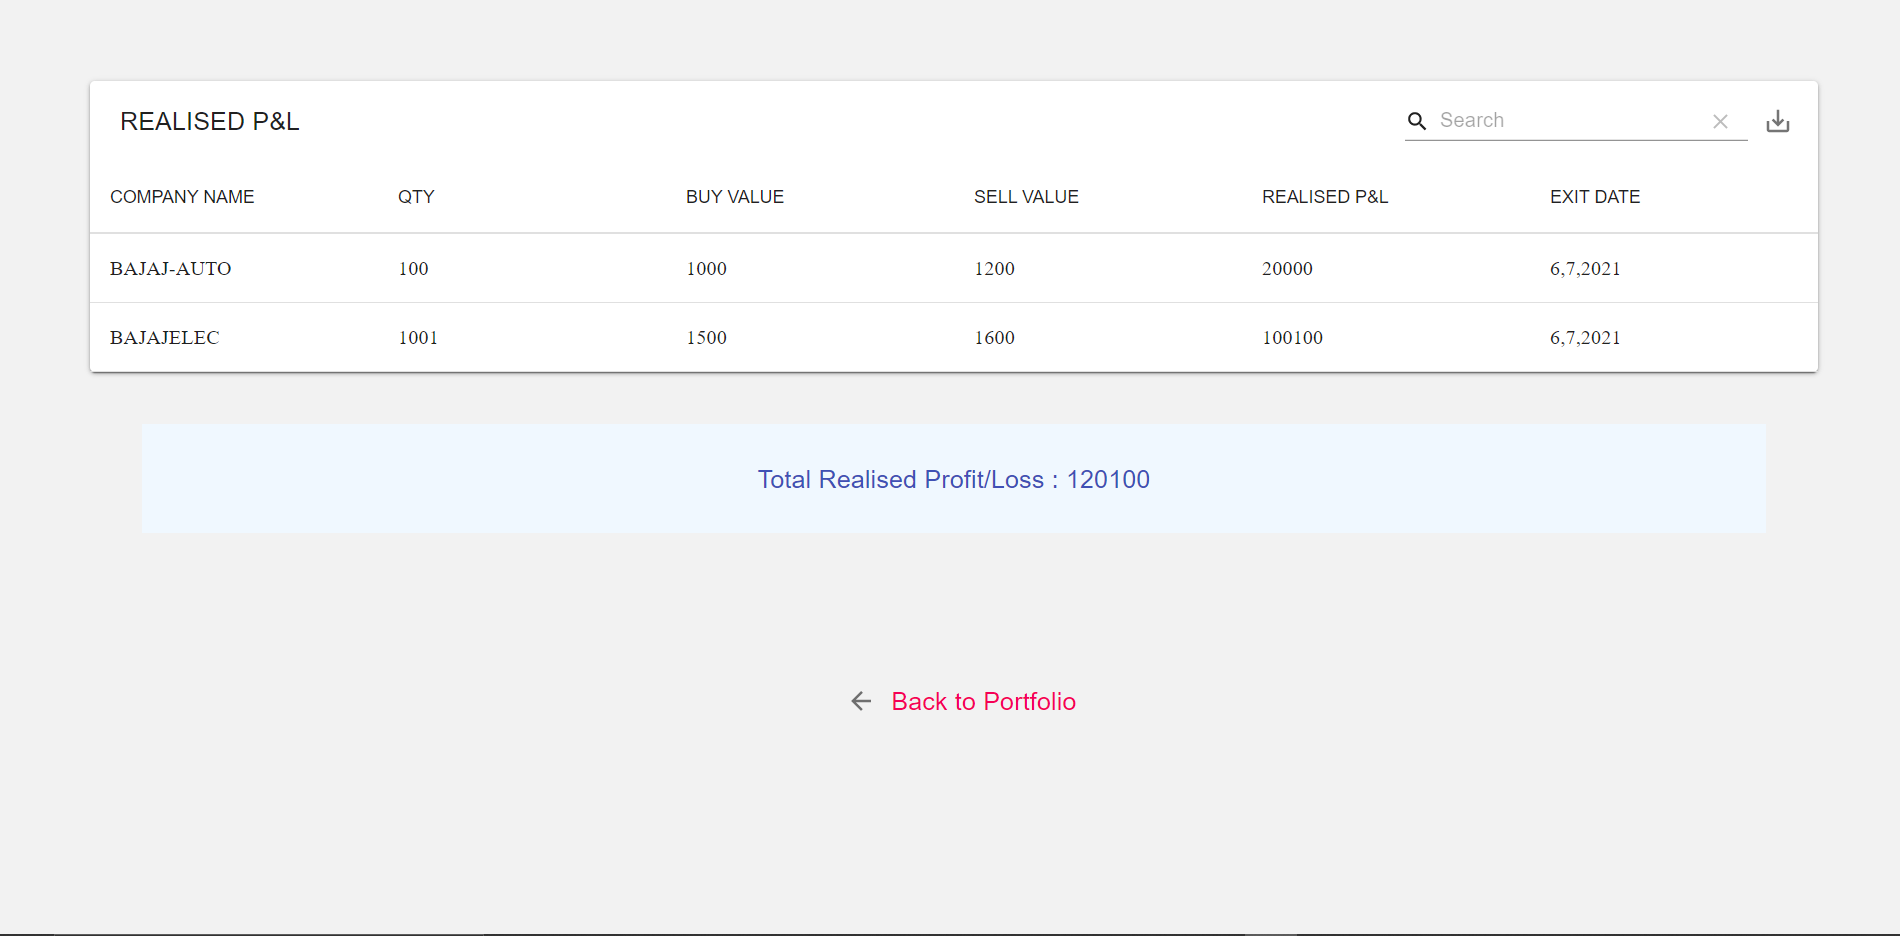 REALISED P&L
Search
COMPANY NAME QTY BUY VALUE SELL VALUE REALISED P&L EXIT DATE
BAJAJ-AUTO 100 1000 1200 20000 6,7,2021
BAJAJELEC 1001 1500 1600 100100 6,7,2021
Total Realised Profit/Loss : 120100
Back to Portfolio